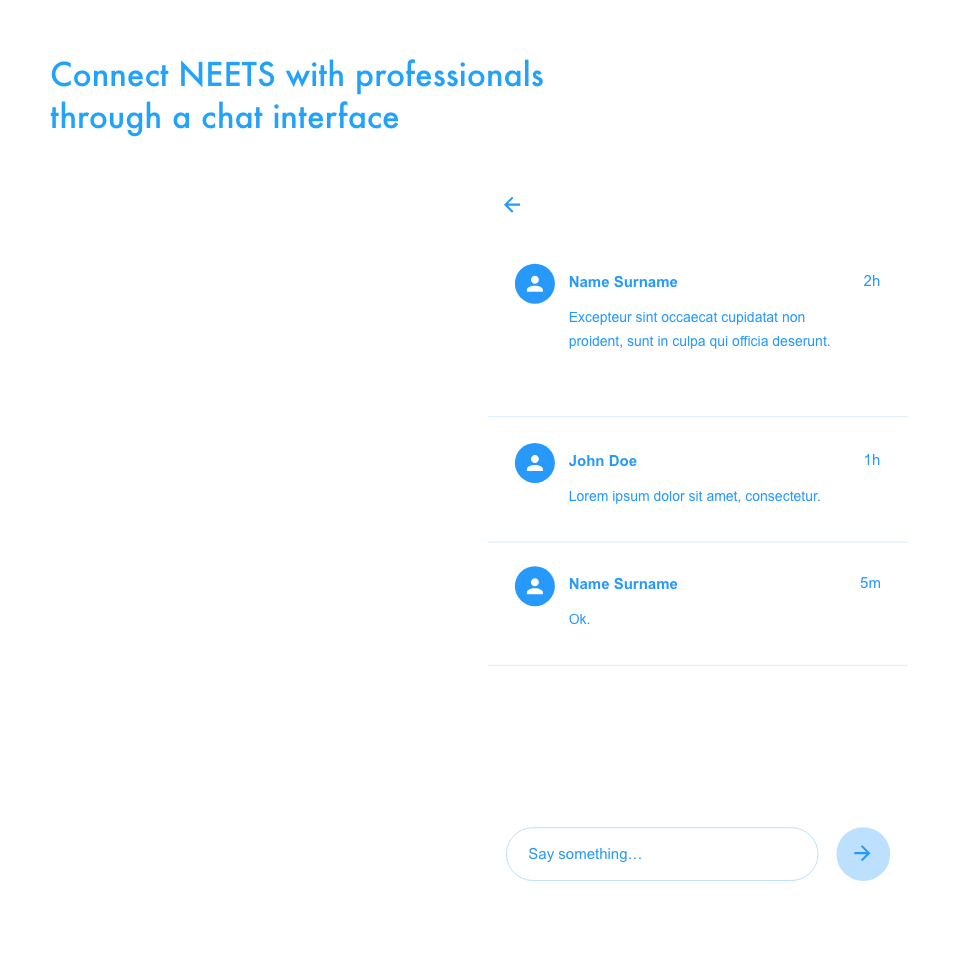 Connect NEETS with professionals
through a chat interface
Name Surname 2h
Excepteur sint occaecat cupidatat non
proident, sunt in culpa qui officia deserunt.
John Doe 1h
Lorem ipsum dolor sit amet, consectetur.
Name Surname 5m
Ok.
Say something…